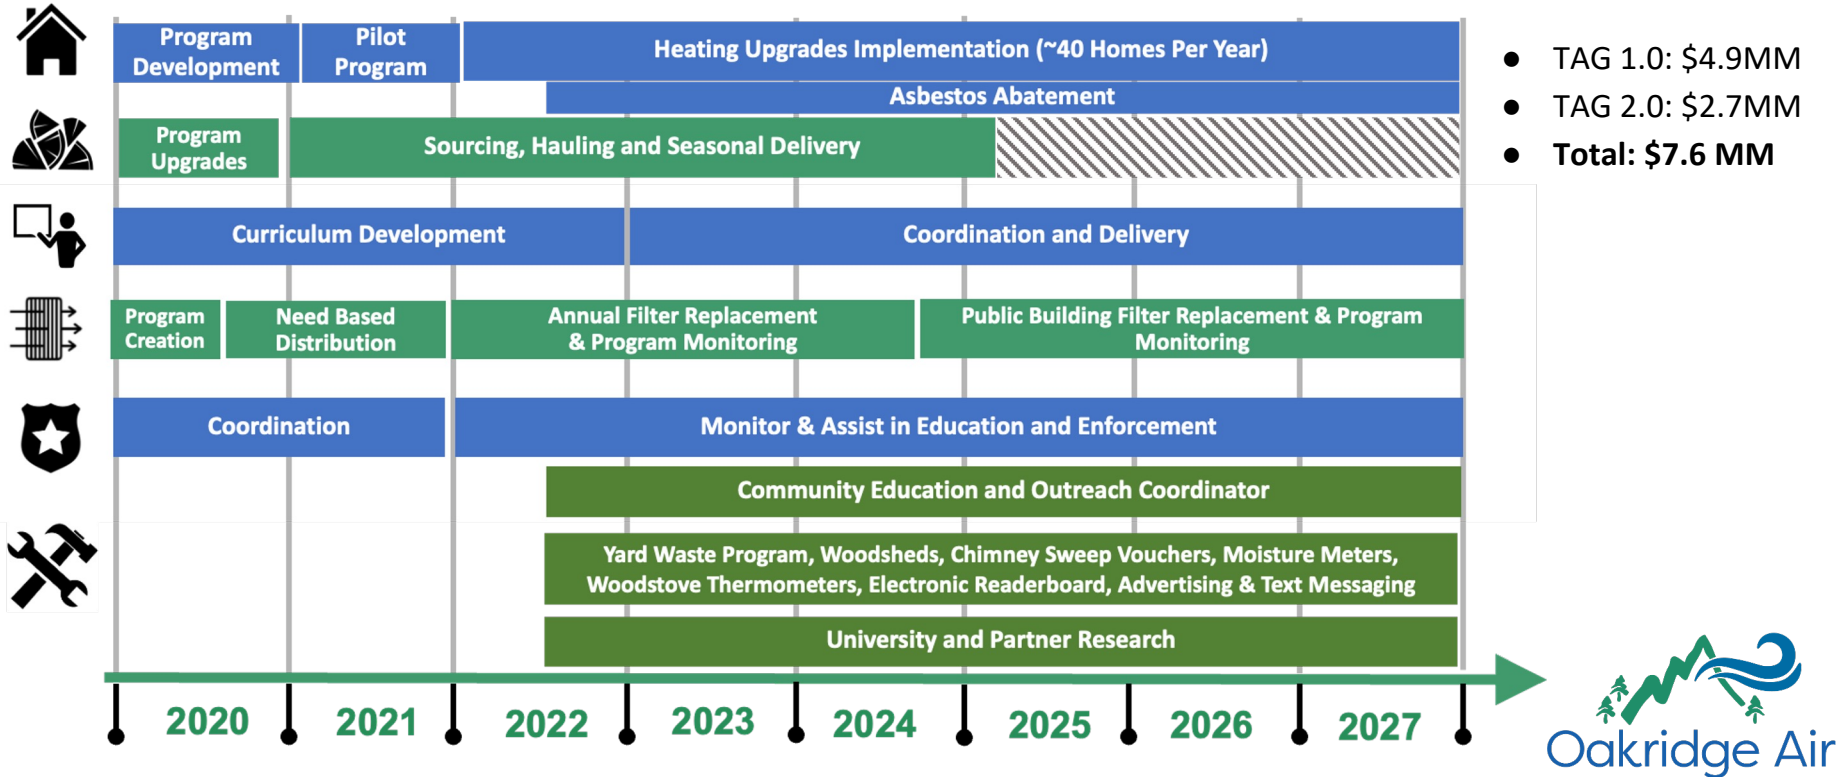 Program
Development
Pilot
Program
Heating Upgrades Implementation (~40 Homes Per Year)
Asbestos Abatement
Program
Upgrades
Sourcing, Hauling and Seasonal Delivery
Curriculum Development
Coordination and Delivery
Program
Creation
Need Based
Distribution
Annual Filter Replacement
& Program Monitoring
Public Building Filter Replacement & Program
Monitoring
Coordination
Monitor & Assist in Education and Enforcement
Community Education and Outreach Coordinator
Yard Waste Program, Woodsheds, Chimney Sweep Vouchers, Moisture Meters,
Woodstove Thermometers, Electronic Readerboard, Advertising & Text Messaging
University and Partner Research
2020
2021
2022
2023
2024
2025
2026
2027
● TAG 1.0: $4.9MM
● TAG 2.0: $2.7MM
● Total: $7.6 MM
Oakridge Air